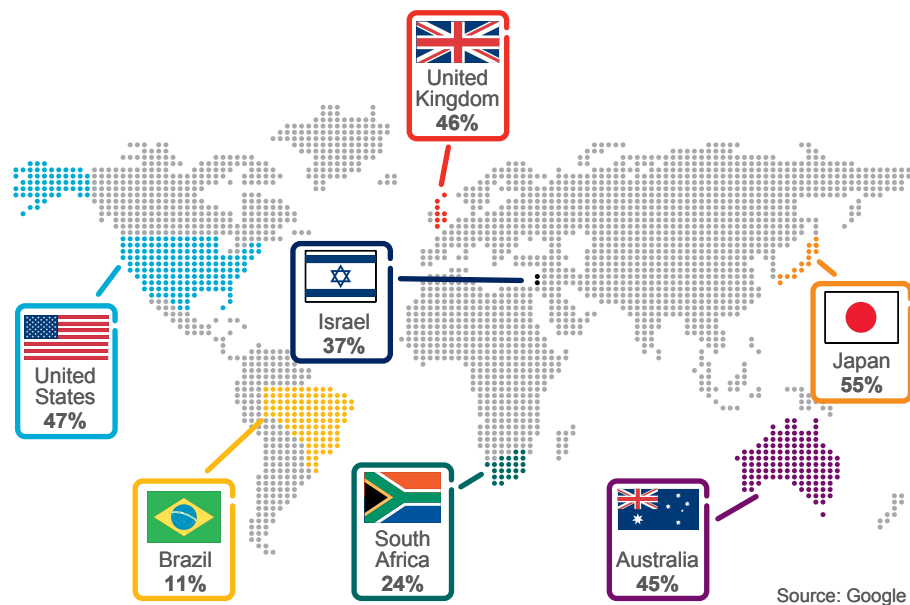 United
Kingdom
46%
Israel
37%
United
States
47%
Japan
55%
Brazil
11%
South
Africa
24%
Australia
45%
Source: Google